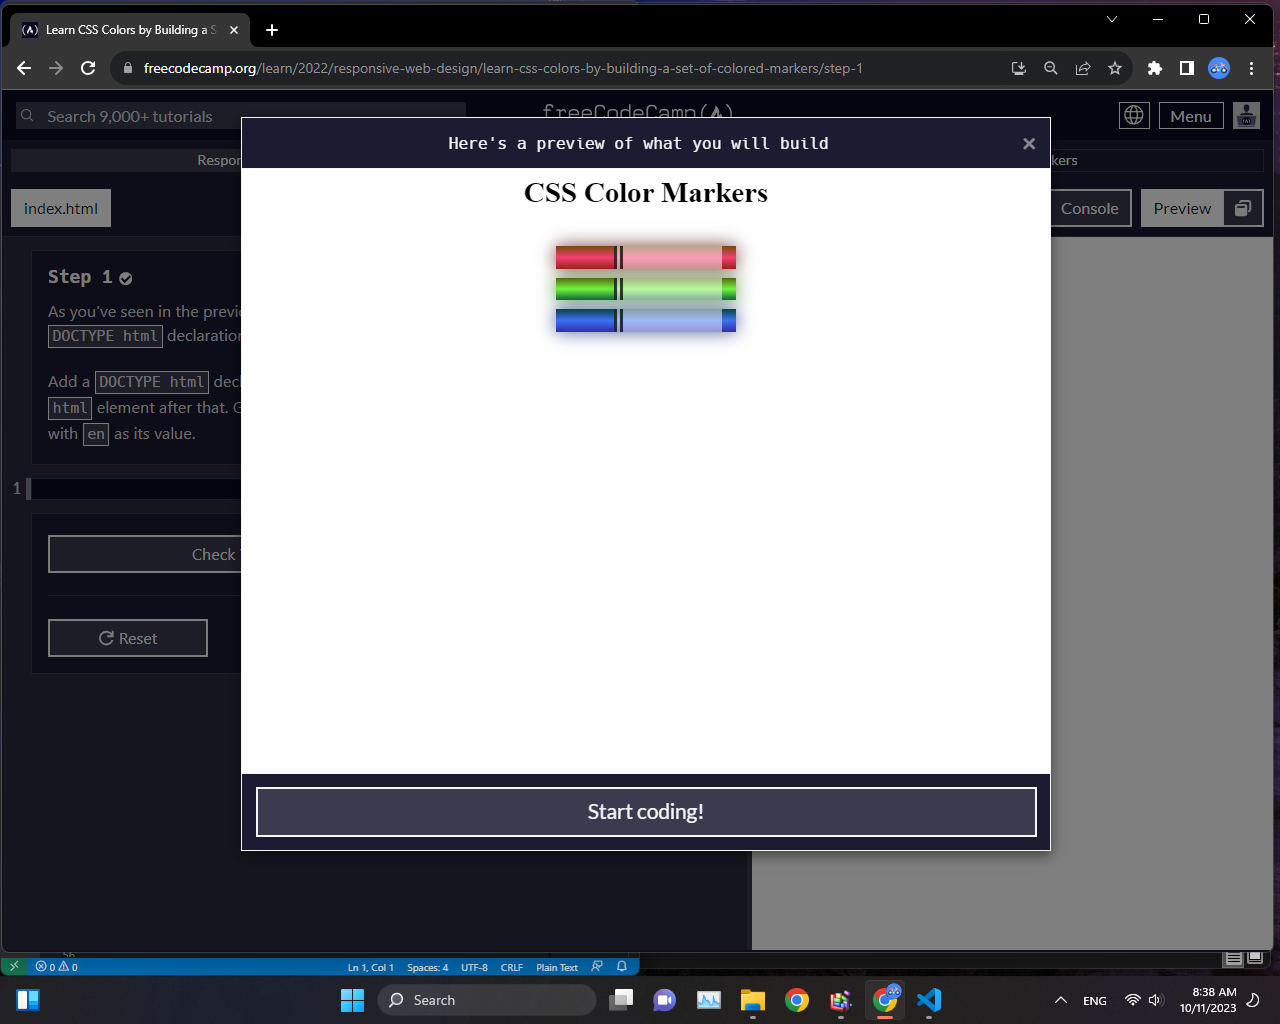 Learn CSS Colors by Building a S
freecodecamp.org/learn/2022/responsive-web-design/learn-css-colors-by-building-a-set-of-colored-markers/step-1
Search 9,000+ tutorials
freeCodeCamp
Menu
Here's a preview of what you will build
Respon
kers
index.html
Console
Preview
CSS Color Markers
Step 1
As you've seen in the previ
DOCTYPE html declaration
Add a DOCTYPE html decl
html element after that. G
with en as its value.
1
Check
Reset
Start coding!
56
0 0
Ln 1, Col 1
Spaces: 4
UTF-8
CRLF
Plain Text
Search
ENG
8:38 AM
10/11/2023